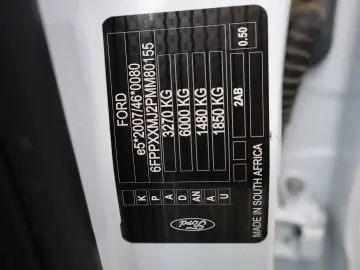 FORD
e5*2007/46*0080
6FPPXXMJ2PMM80155
3270 KG
6000 KG
1480 KG
1850 KG
2AB
0.50
MADE IN SOUTH AFRICA
K P A D AN A U
Ford